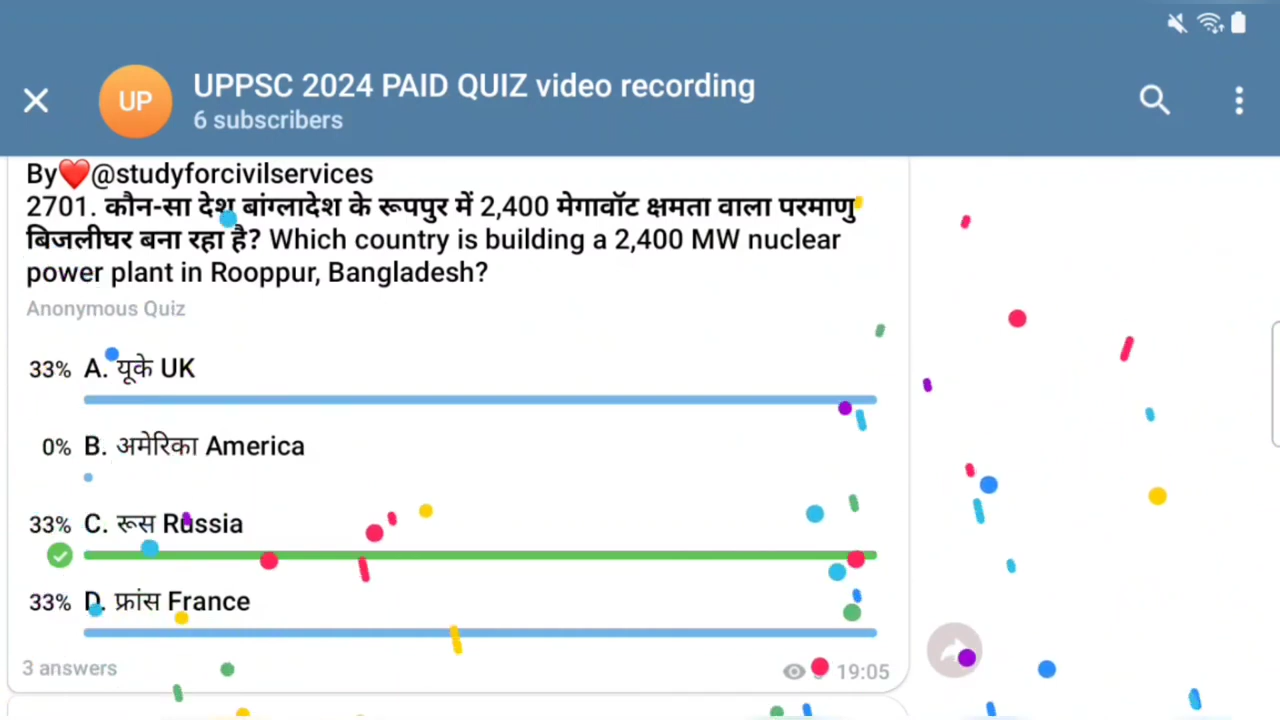 UP
UPPSC 2024 PAID QUIZ video recording
6 subscribers
By❤️@studyforcivilservices
2701. कौन-सा देश बांग्लादेश के रूपपुर में 2,400 मेगावॉट क्षमता वाला परमाणु
बिजलीघर बना रहा है? Which country is building a 2,400 MW nuclear
power plant in Rooppur, Bangladesh?
Anonymous Quiz
33% A. यूके UK
0% B. अमेरिका America
33% C. रूस Russia
33% D. फ्रांस France
3 answers
19:05